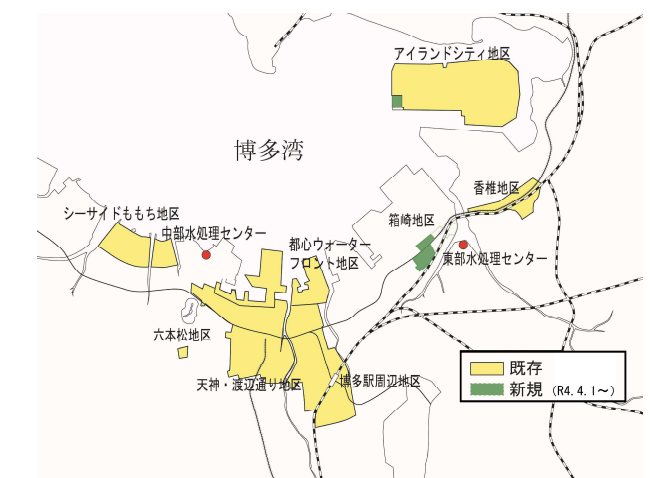 アイランドシティ地区
博多湾
香椎地区
シーサイドももち地区
箱崎地区
中部水処理センター
都心ウォーター
フロント地区
東部水処理センター
六本松地区
天神・渡辺通り地区
博多駅周辺地区
既存
新規 (R4.4.1～)